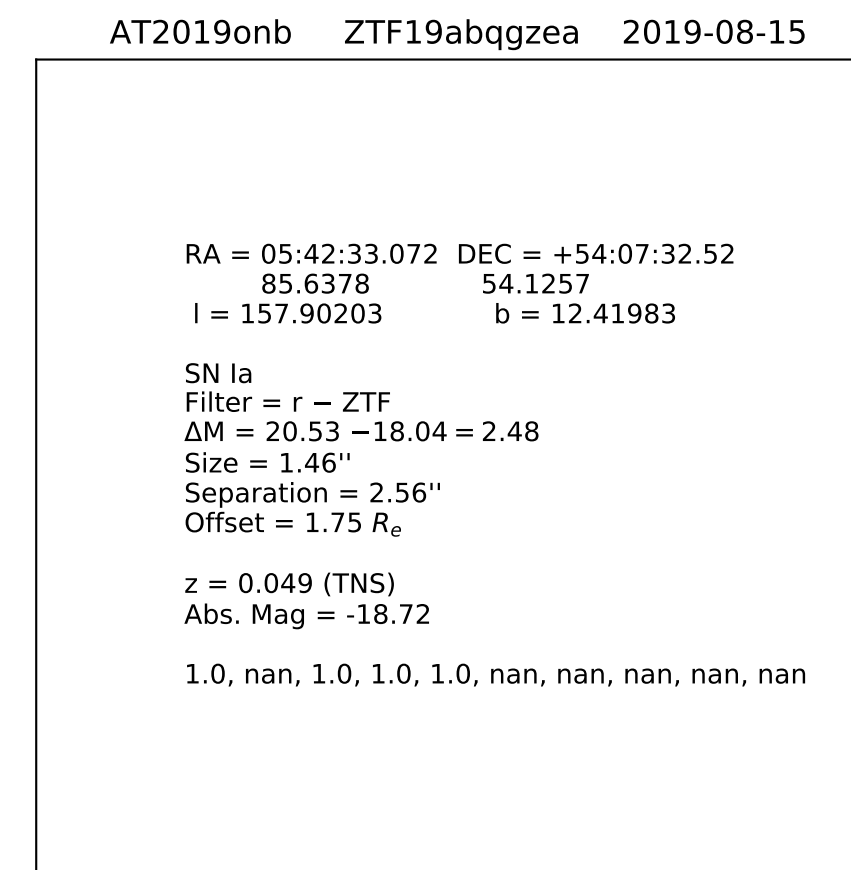 AT2019onb ZTF19abqgzea 2019-08-15
RA = 05:42:33.072 DEC = +54:07:32.52
85.6378 54.1257
l = 157.90203 b = 12.41983
SN Ia
Filter = r − ZTF
ΔM = 20.53 −18.04 = 2.48
Size = 1.46''
Separation = 2.56''
Offset = 1.75 Re
z = 0.049 (TNS)
Abs. Mag = -18.72
1.0, nan, 1.0, 1.0, 1.0, nan, nan, nan, nan, nan